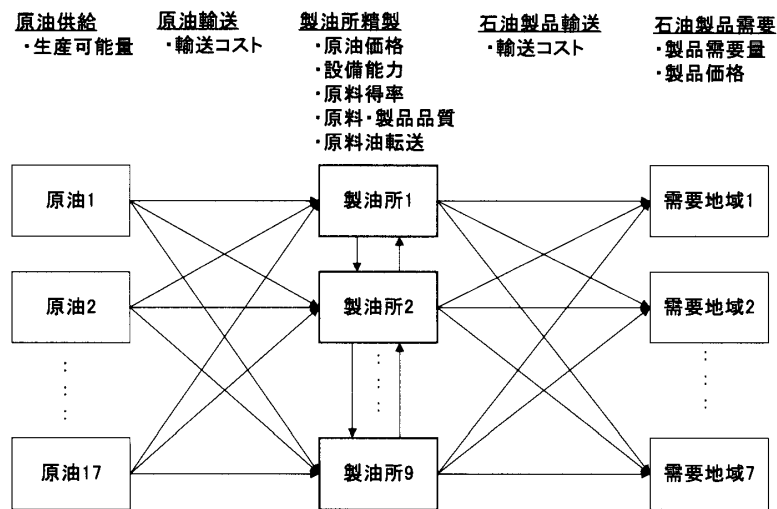 原油供給
・生産可能量
原油輸送
・輸送コスト
製油所精製
・原油価格
・設備能力
・原料得率
・原料・製品品質
・原料油転送
石油製品輸送
・輸送コスト
石油製品需要
・製品需要量
・製品価格
原油1
製油所1
需要地域1
原油2
製油所2
需要地域2
原油17
製油所9
需要地域7